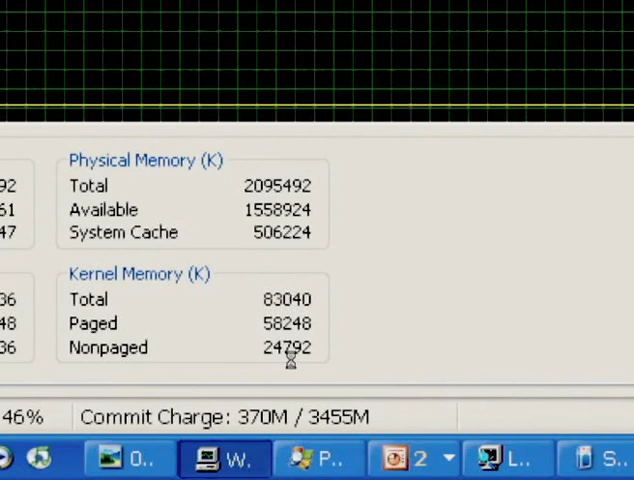 Physical Memory (K)
92 Total 2095492
61 Available 1558924
47 System Cache 506224
Kernel Memory (K)
36 Total 83040
48 Paged 58248
36 Nonpaged 24792
46% Commit Charge: 370M / 3455M
0.. W. P.. 2 L.. S..